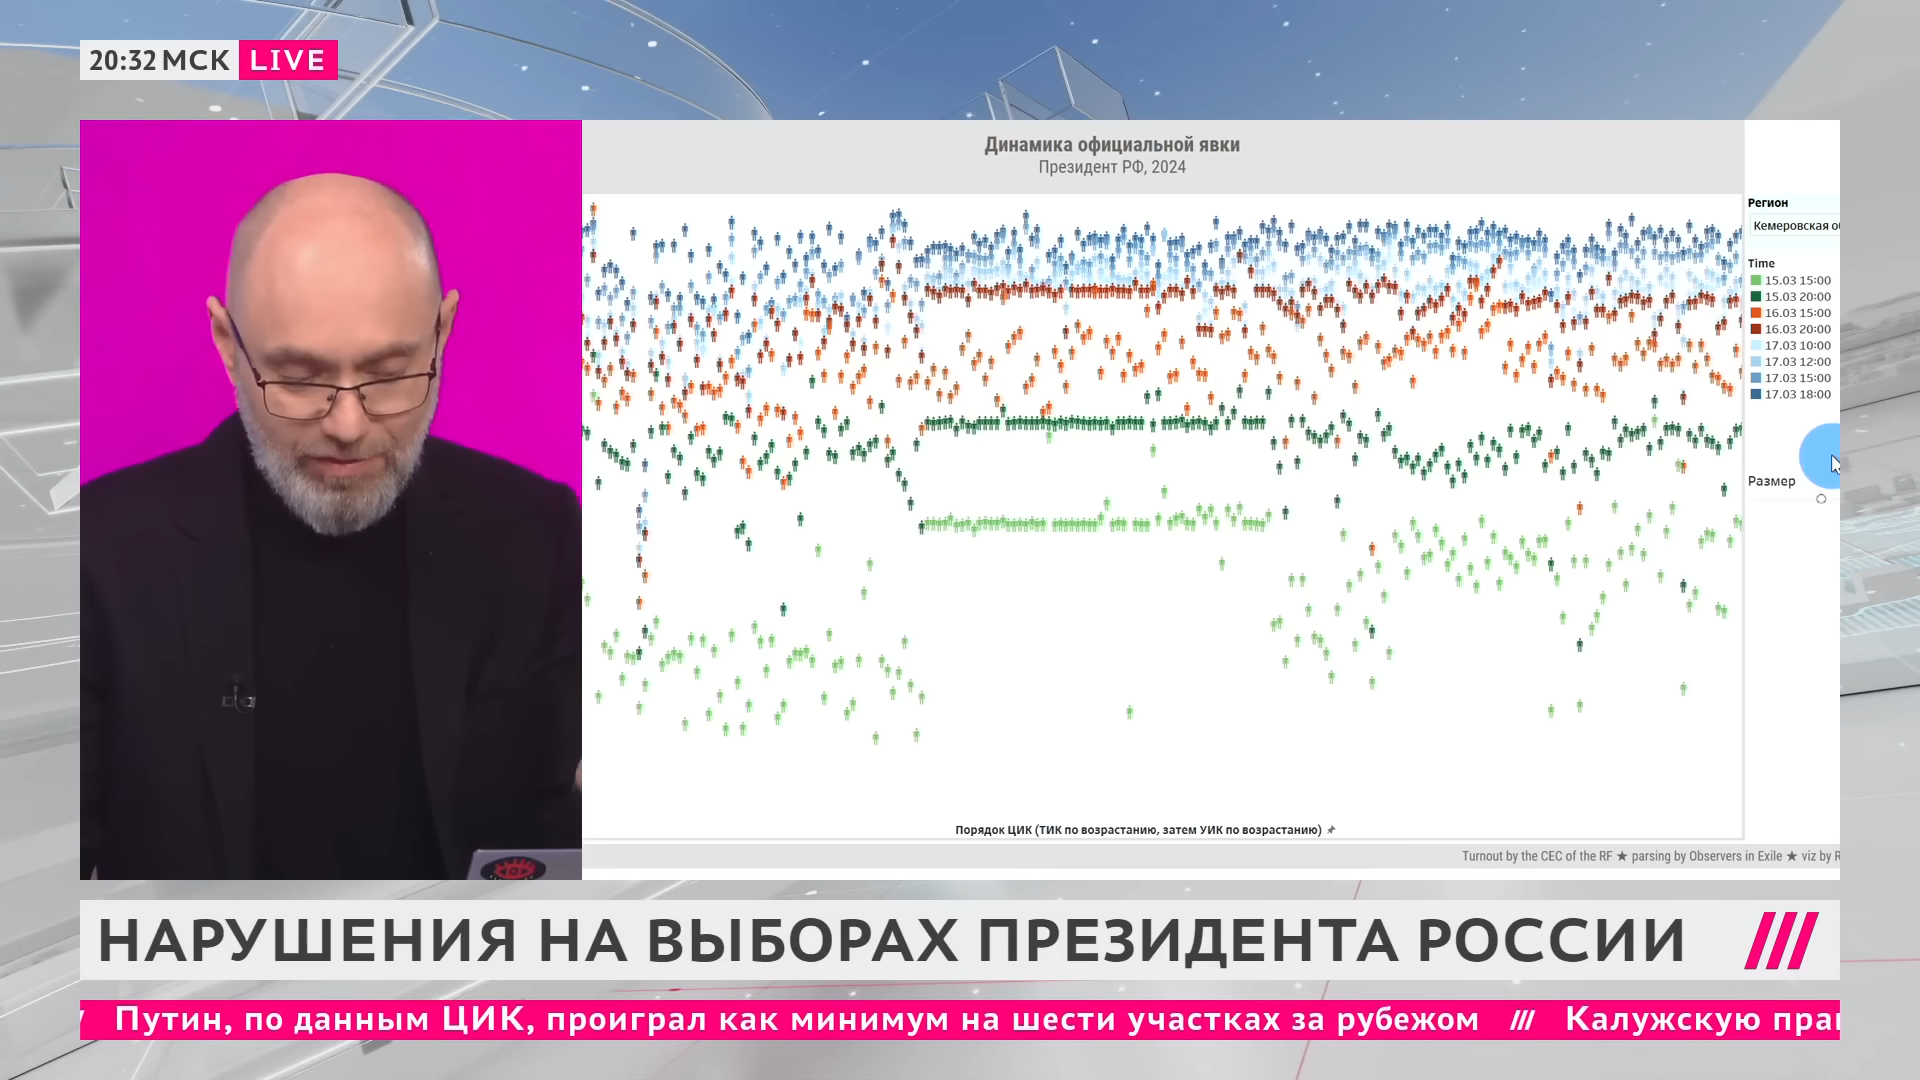 20:32 МСК LIVE
Динамика официальной явки
Президент РФ, 2024
Регион
Кемеровская о
Time
15.03 15:00
15.03 20:00
16.03 15:00
16.03 20:00
17.03 10:00
17.03 12:00
17.03 15:00
17.03 18:00
Размер
Порядок ЦИК (ТИК по возрастанию, затем УИК по возрастанию)
Turnout by the CEC of the RF ★ parsing by Observers in Exile ★ viz by R
НАРУШЕНИЯ НА ВЫБОРАХ ПРЕЗИДЕНТА РОССИИ
Путин, по данным ЦИК, проиграл как минимум на шести участках за рубежом /// Калужскую пра